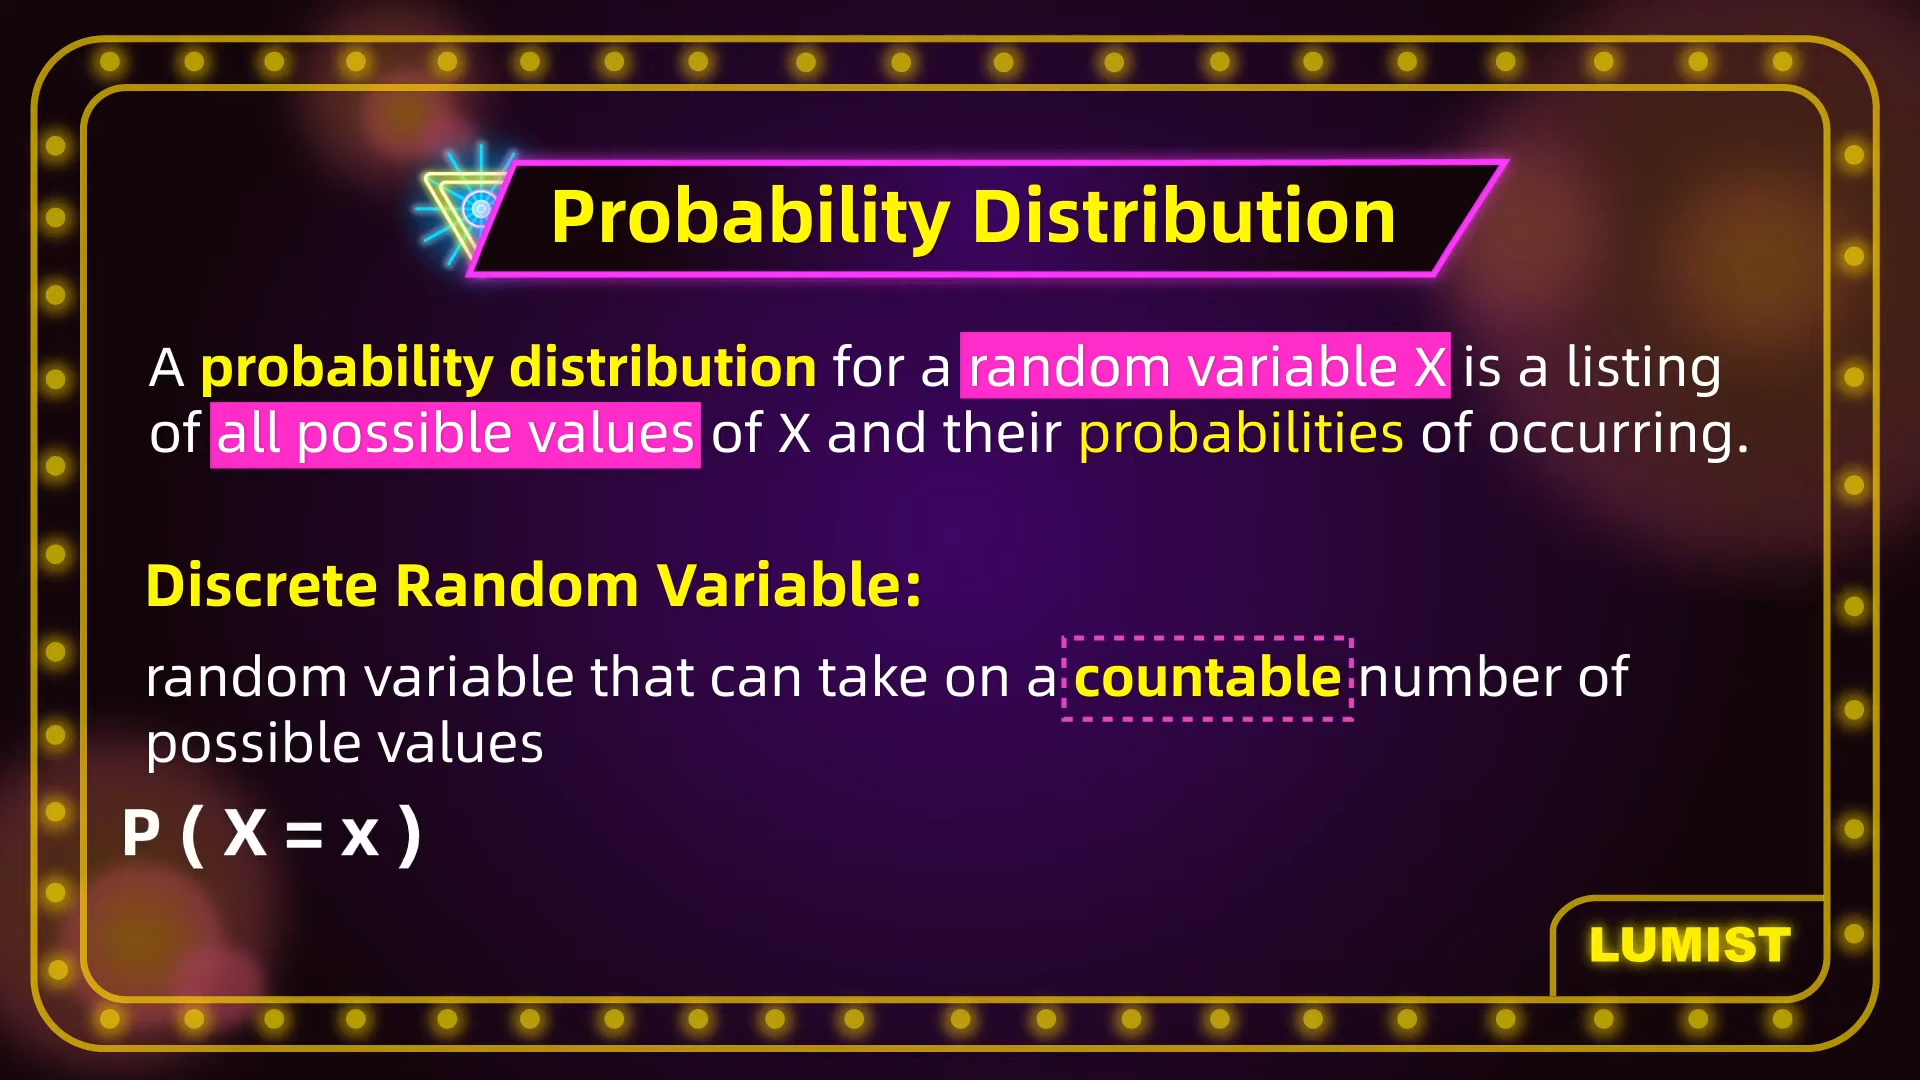 Probability Distribution
A probability distribution for a random variable X is a listing
of all possible values of X and their probabilities of occurring.
Discrete Random Variable:
random variable that can take on a countable number of
possible values
P ( X = x )
LUMIST